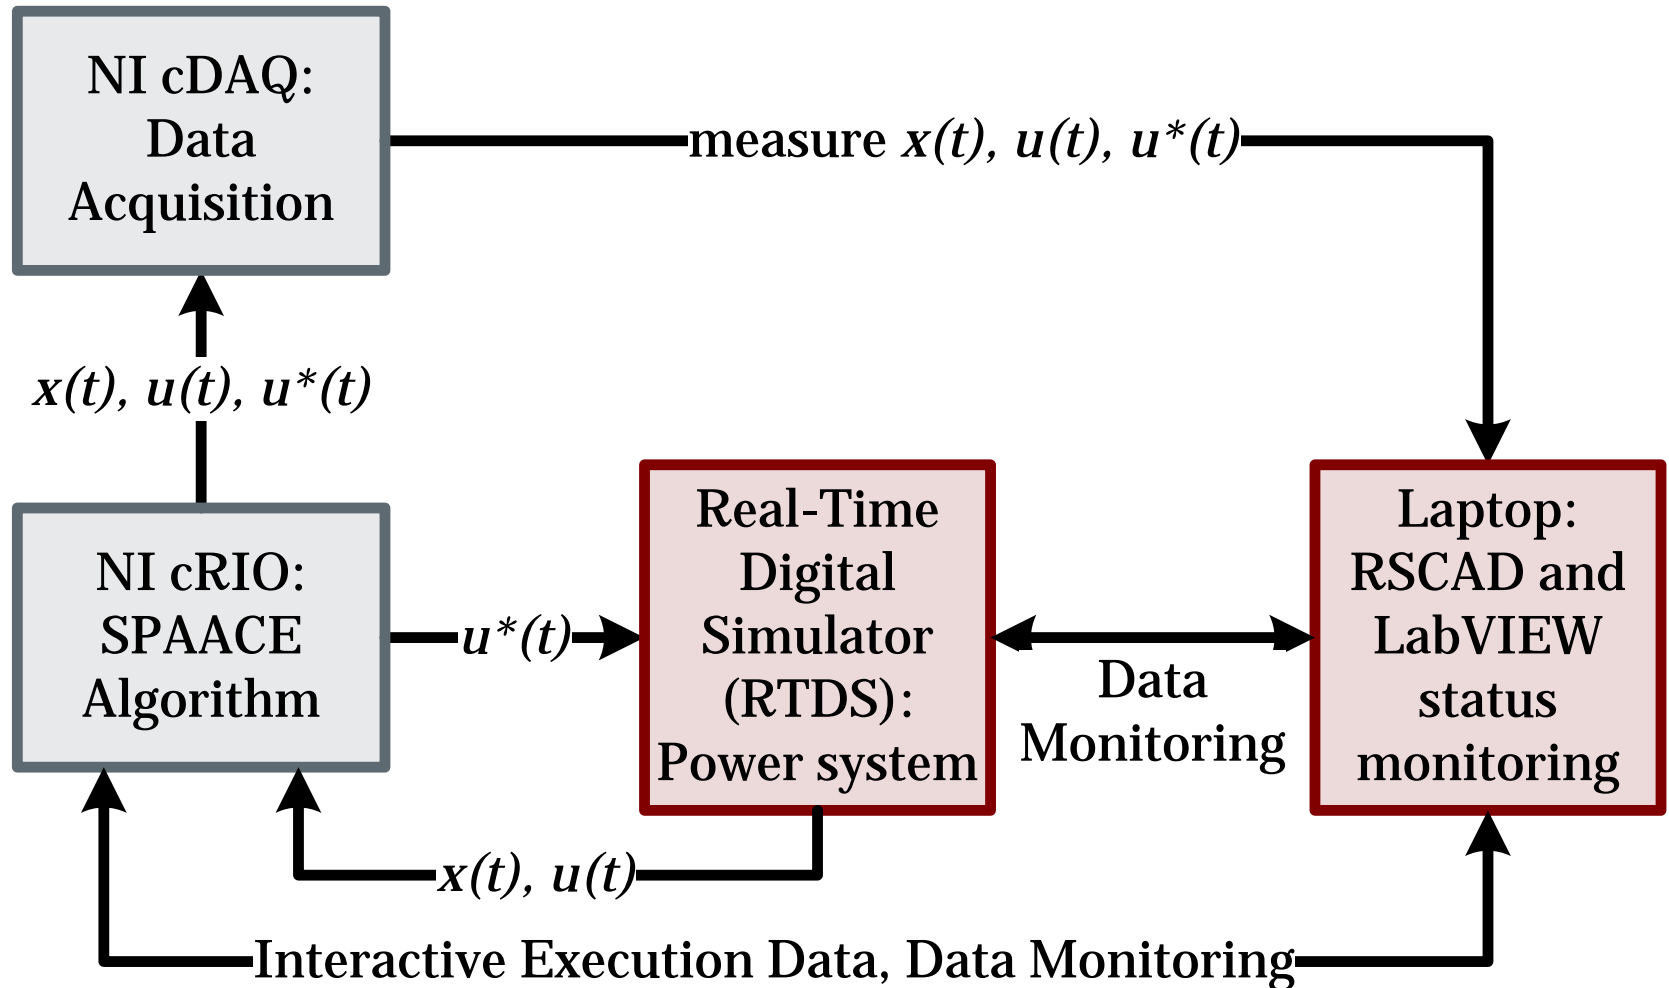 NI cDAQ:
Data
Acquisition
measure x(t), u(t), u*(t)
x(t), u(t), u*(t)
NI cRIO:
SPAACE
Algorithm
u*(t)
Real-Time
Digital
Simulator
(RTDS):
Power system
Data
Monitoring
Laptop:
RSCAD and
LabVIEW
status
monitoring
x(t), u(t)
Interactive Execution Data, Data Monitoring